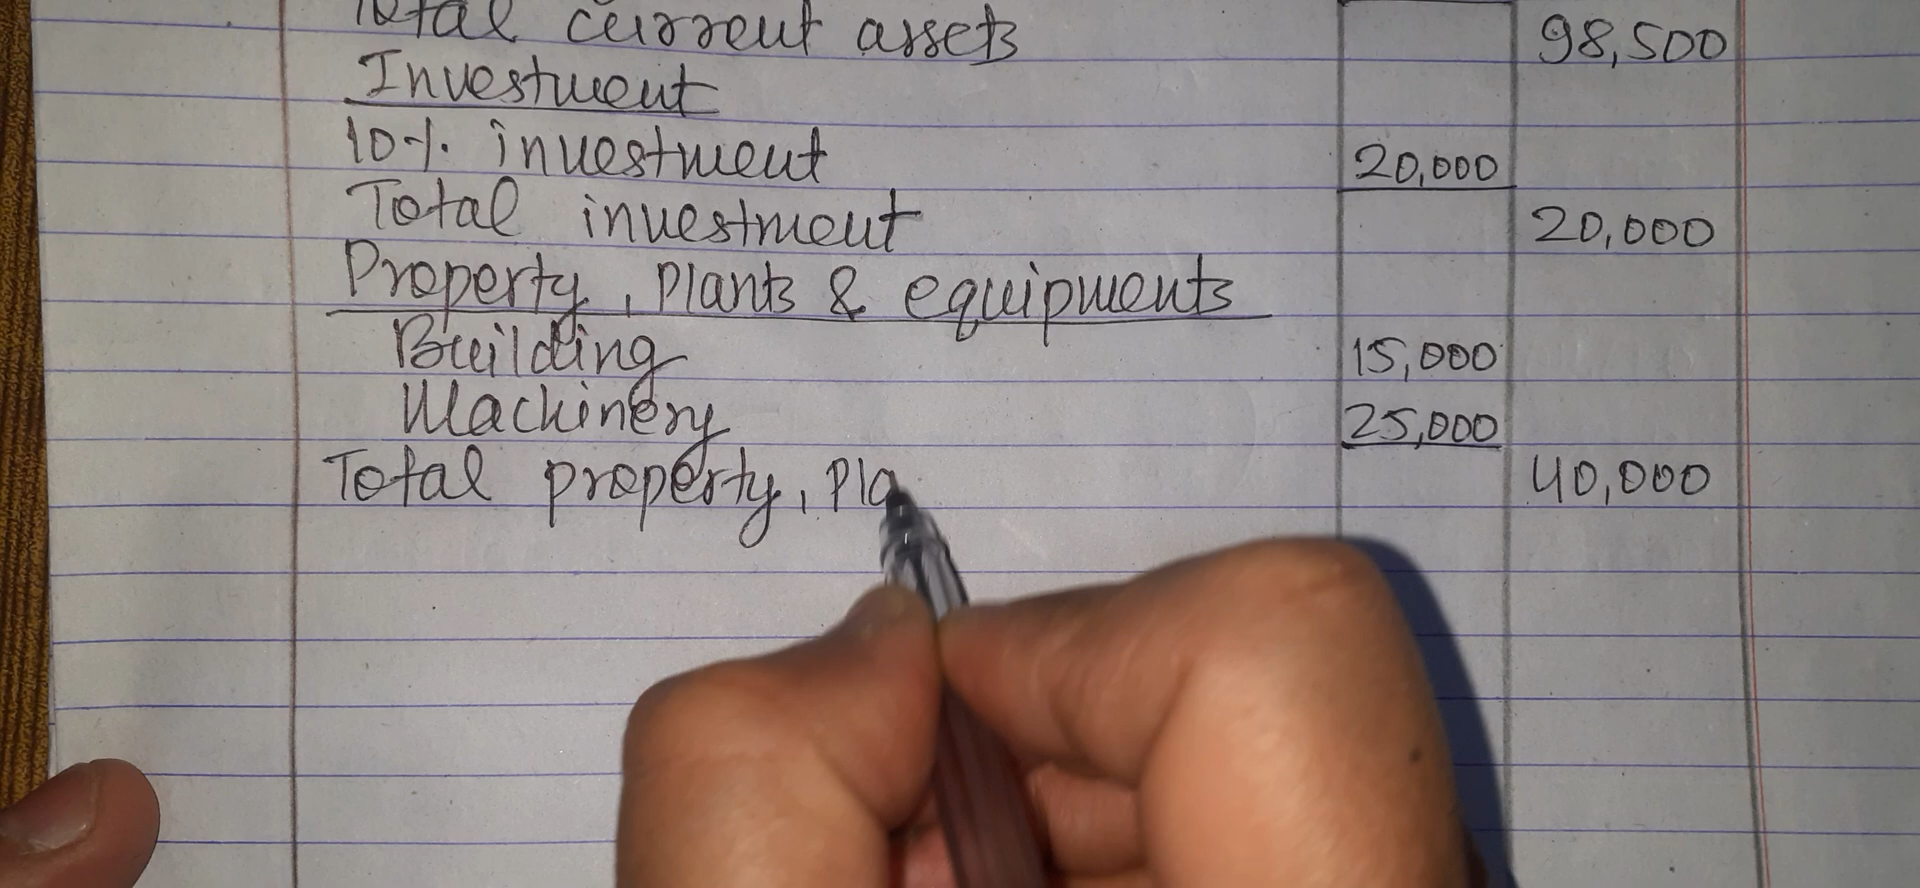 Total current assets 98,500
Investment
10% investment 20,000
Total investment 20,000
Property, Plants & equipments
Building 15,000
Machinery 25,000
Total property, Pla 40,000